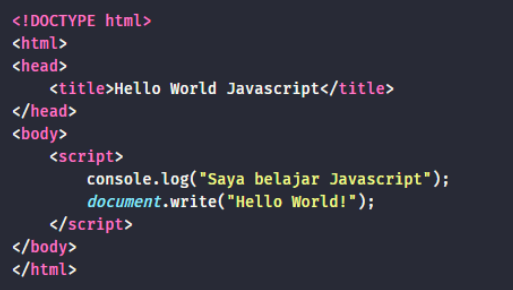 <!DOCTYPE html>
<html>
<head>
    <title>Hello World Javascript</title>
</head>
<body>
    <script>
        console.log("Saya belajar Javascript");
        document.write("Hello World!");
    </script>
</body>
</html>